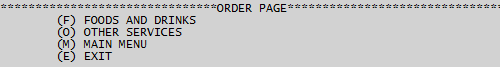 *******************************ORDER PAGE*******************************
(F) FOODS AND DRINKS
(O) OTHER SERVICES
(M) MAIN MENU
(E) EXIT